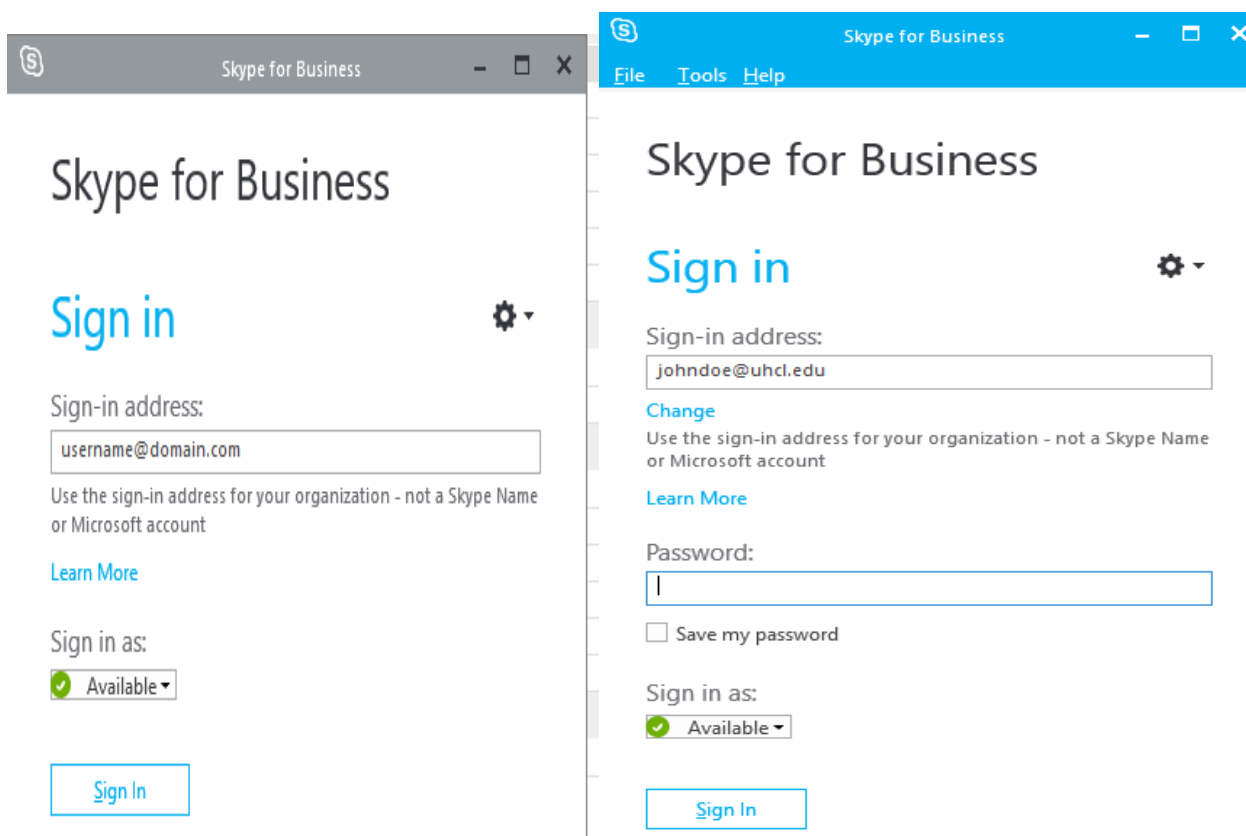 Skype for Business
Skype for Business
Sign in
Sign-in address:
username@domain.com
Use the sign-in address for your organization - not a Skype Name
or Microsoft account
Learn More
Sign in as:
Available
Sign In
Skype for Business
File Tools Help
Skype for Business
Sign in
Sign-in address:
johndoe@uhcl.edu
Change
Use the sign-in address for your organization - not a Skype Name
or Microsoft account
Learn More
Password:
Save my password
Sign in as:
Available
Sign In